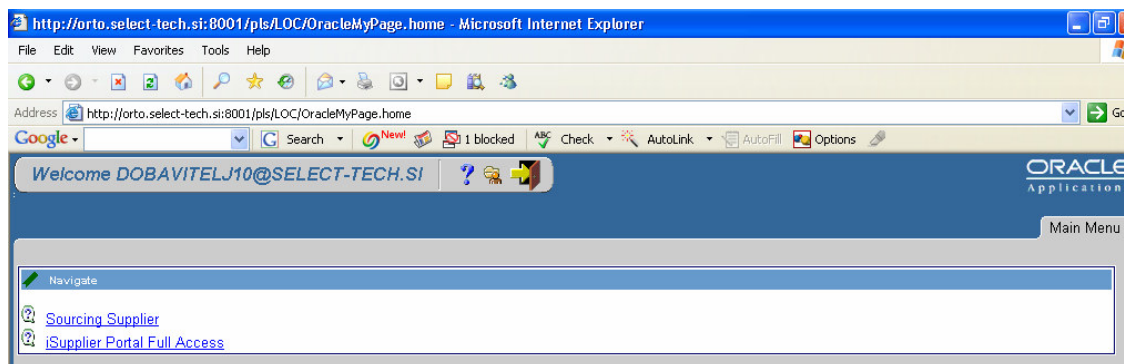 http://orto.select-tech.si:8001/pls/LOC/OracleMyPage.home - Microsoft Internet Explorer
File Edit View Favorites Tools Help
Address http://orto.select-tech.si:8001/pls/LOC/OracleMyPage.home Go
Google Search New! 1 blocked ABC Check AutoLink AutoFill Options
Welcome DOBAVITELJ10@SELECT-TECH.SI
ORACLE
Application
Main Menu
Navigate
Sourcing Supplier
iSupplier Portal Full Access